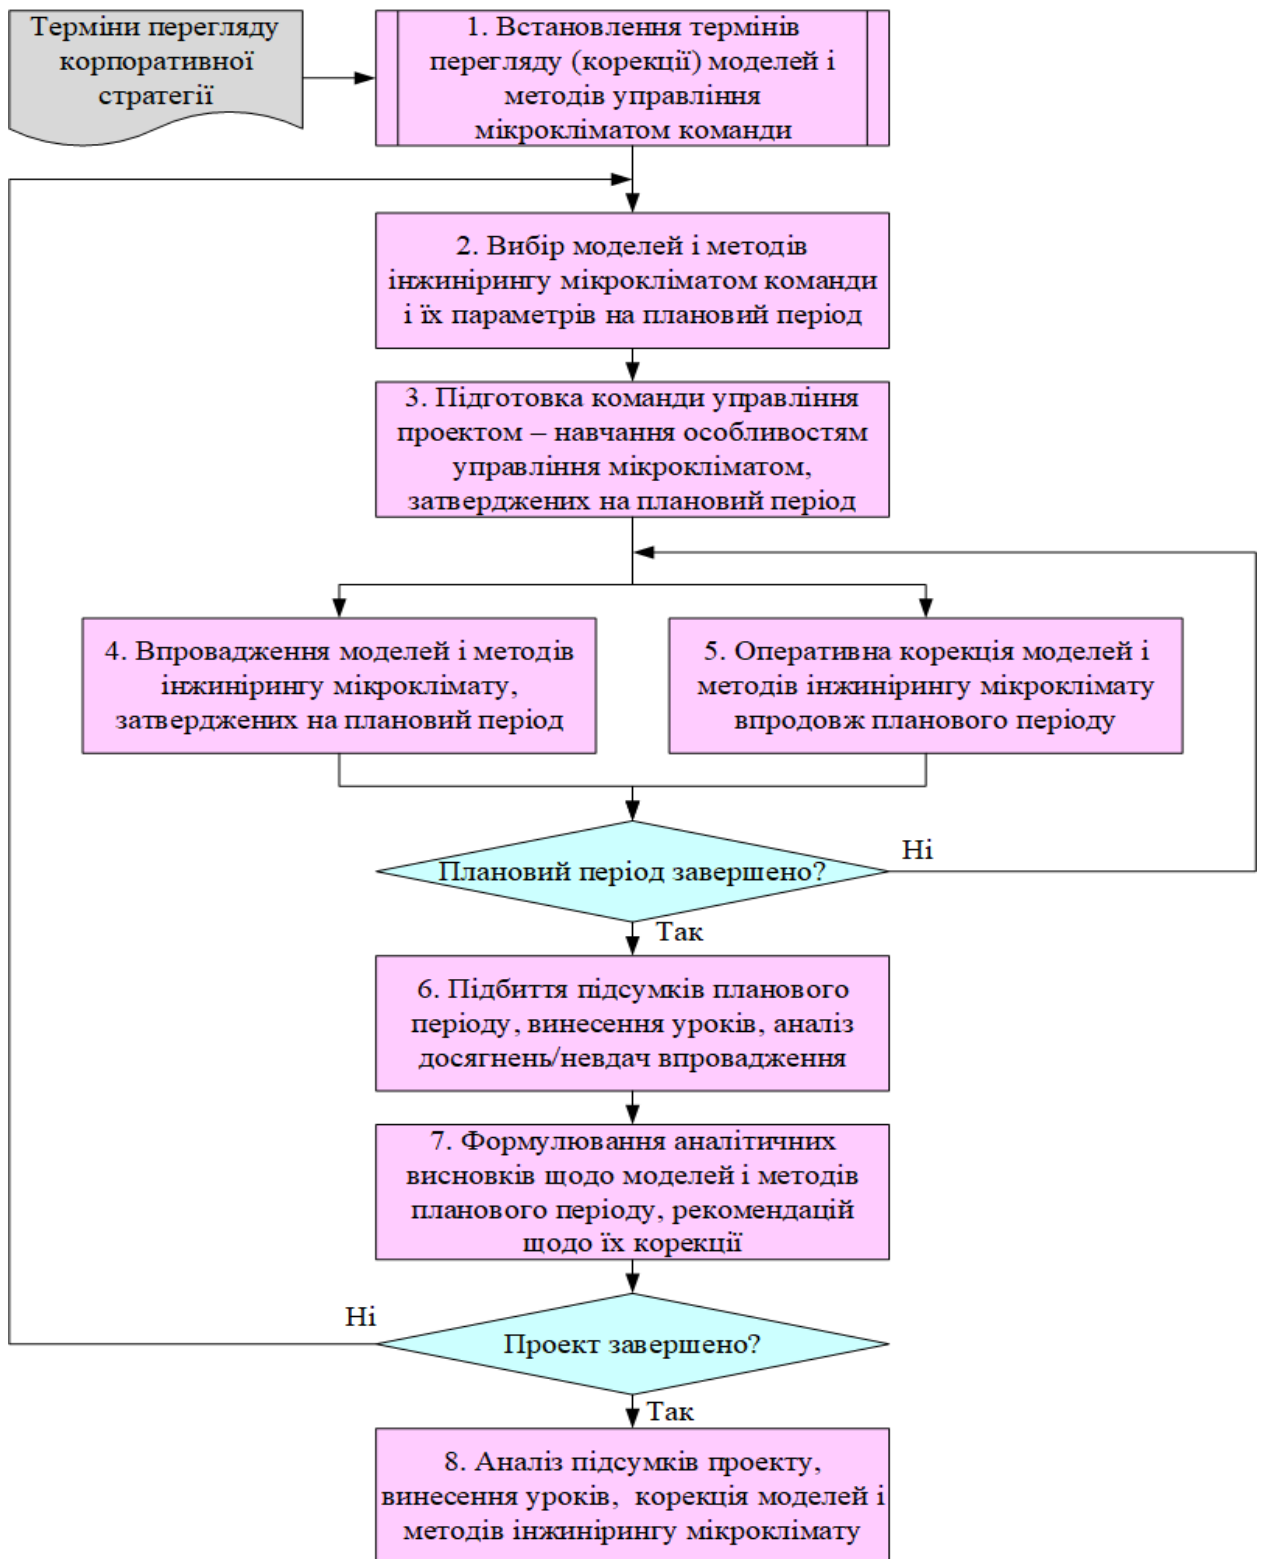 Терміни перегляду
корпоративної
стратегії
1. Встановлення термінів
перегляду (корекції) моделей і
методів управління
мікрокліматом команди
2. Вибір моделей і методів
інжинірингу мікрокліматом команди
і їх параметрів на плановий період
3. Підготовка команди управління
проектом – навчання особливостям
управління мікрокліматом,
затверджених на плановий період
4. Впровадження моделей і методів
інжинірингу мікроклімату,
затверджених на плановий період
5. Оперативна корекція моделей і
методів інжинірингу мікроклімату
впродовж планового періоду
Плановий період завершено?
Ні
Так
6. Підбиття підсумків планового
періоду, винесення уроків, аналіз
досягнень/невдач впровадження
7. Формулювання аналітичних
висновків щодо моделей і методів
планового періоду, рекомендацій
щодо їх корекції
Ні
Проект завершено?
Так
8. Аналіз підсумків проекту,
винесення уроків, корекція моделей і
методів інжинірингу мікроклімату